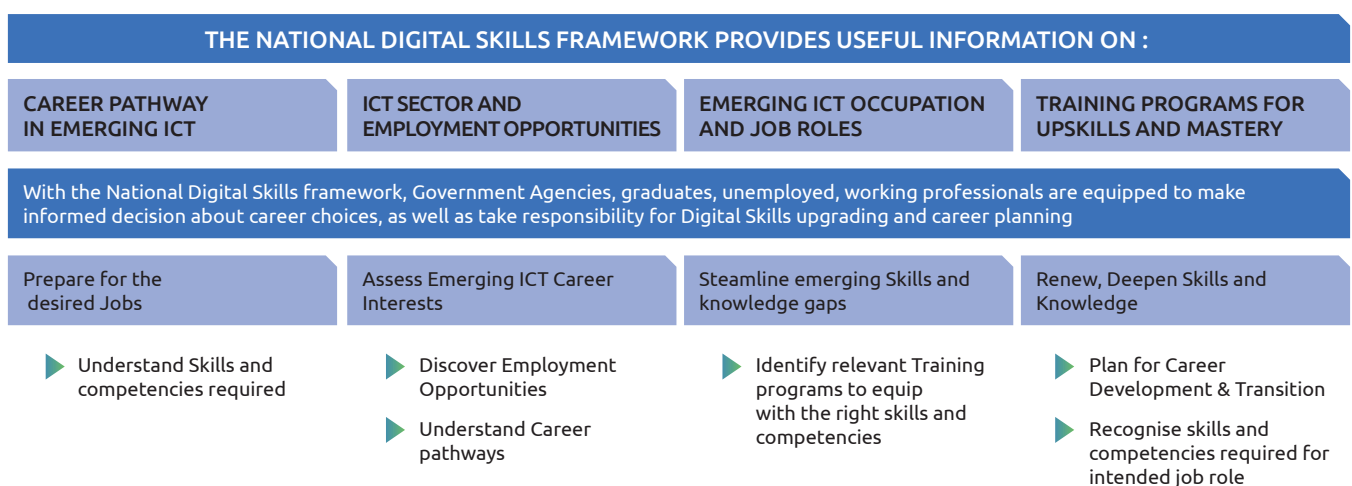 THE NATIONAL DIGITAL SKILLS FRAMEWORK PROVIDES USEFUL INFORMATION ON :
CAREER PATHWAY
IN EMERGING ICT
ICT SECTOR AND
EMPLOYMENT OPPORTUNITIES
EMERGING ICT OCCUPATION
AND JOB ROLES
TRAINING PROGRAMS FOR
UPSKILLS AND MASTERY
With the National Digital Skills framework, Government Agencies, graduates, unemployed, working professionals are equipped to make
informed decision about career choices, as well as take responsibility for Digital Skills upgrading and career planning
Prepare for the
desired Jobs
Assess Emerging ICT Career
Interests
Steamline emerging Skills and
knowledge gaps
Renew, Deepen Skills and
Knowledge
Understand Skills and
competencies required
Discover Employment
Opportunities
Understand Career
pathways
Identify relevant Training
programs to equip
with the right skills and
competencies
Plan for Career
Development & Transition
Recognise skills and
competencies required for
intended job role